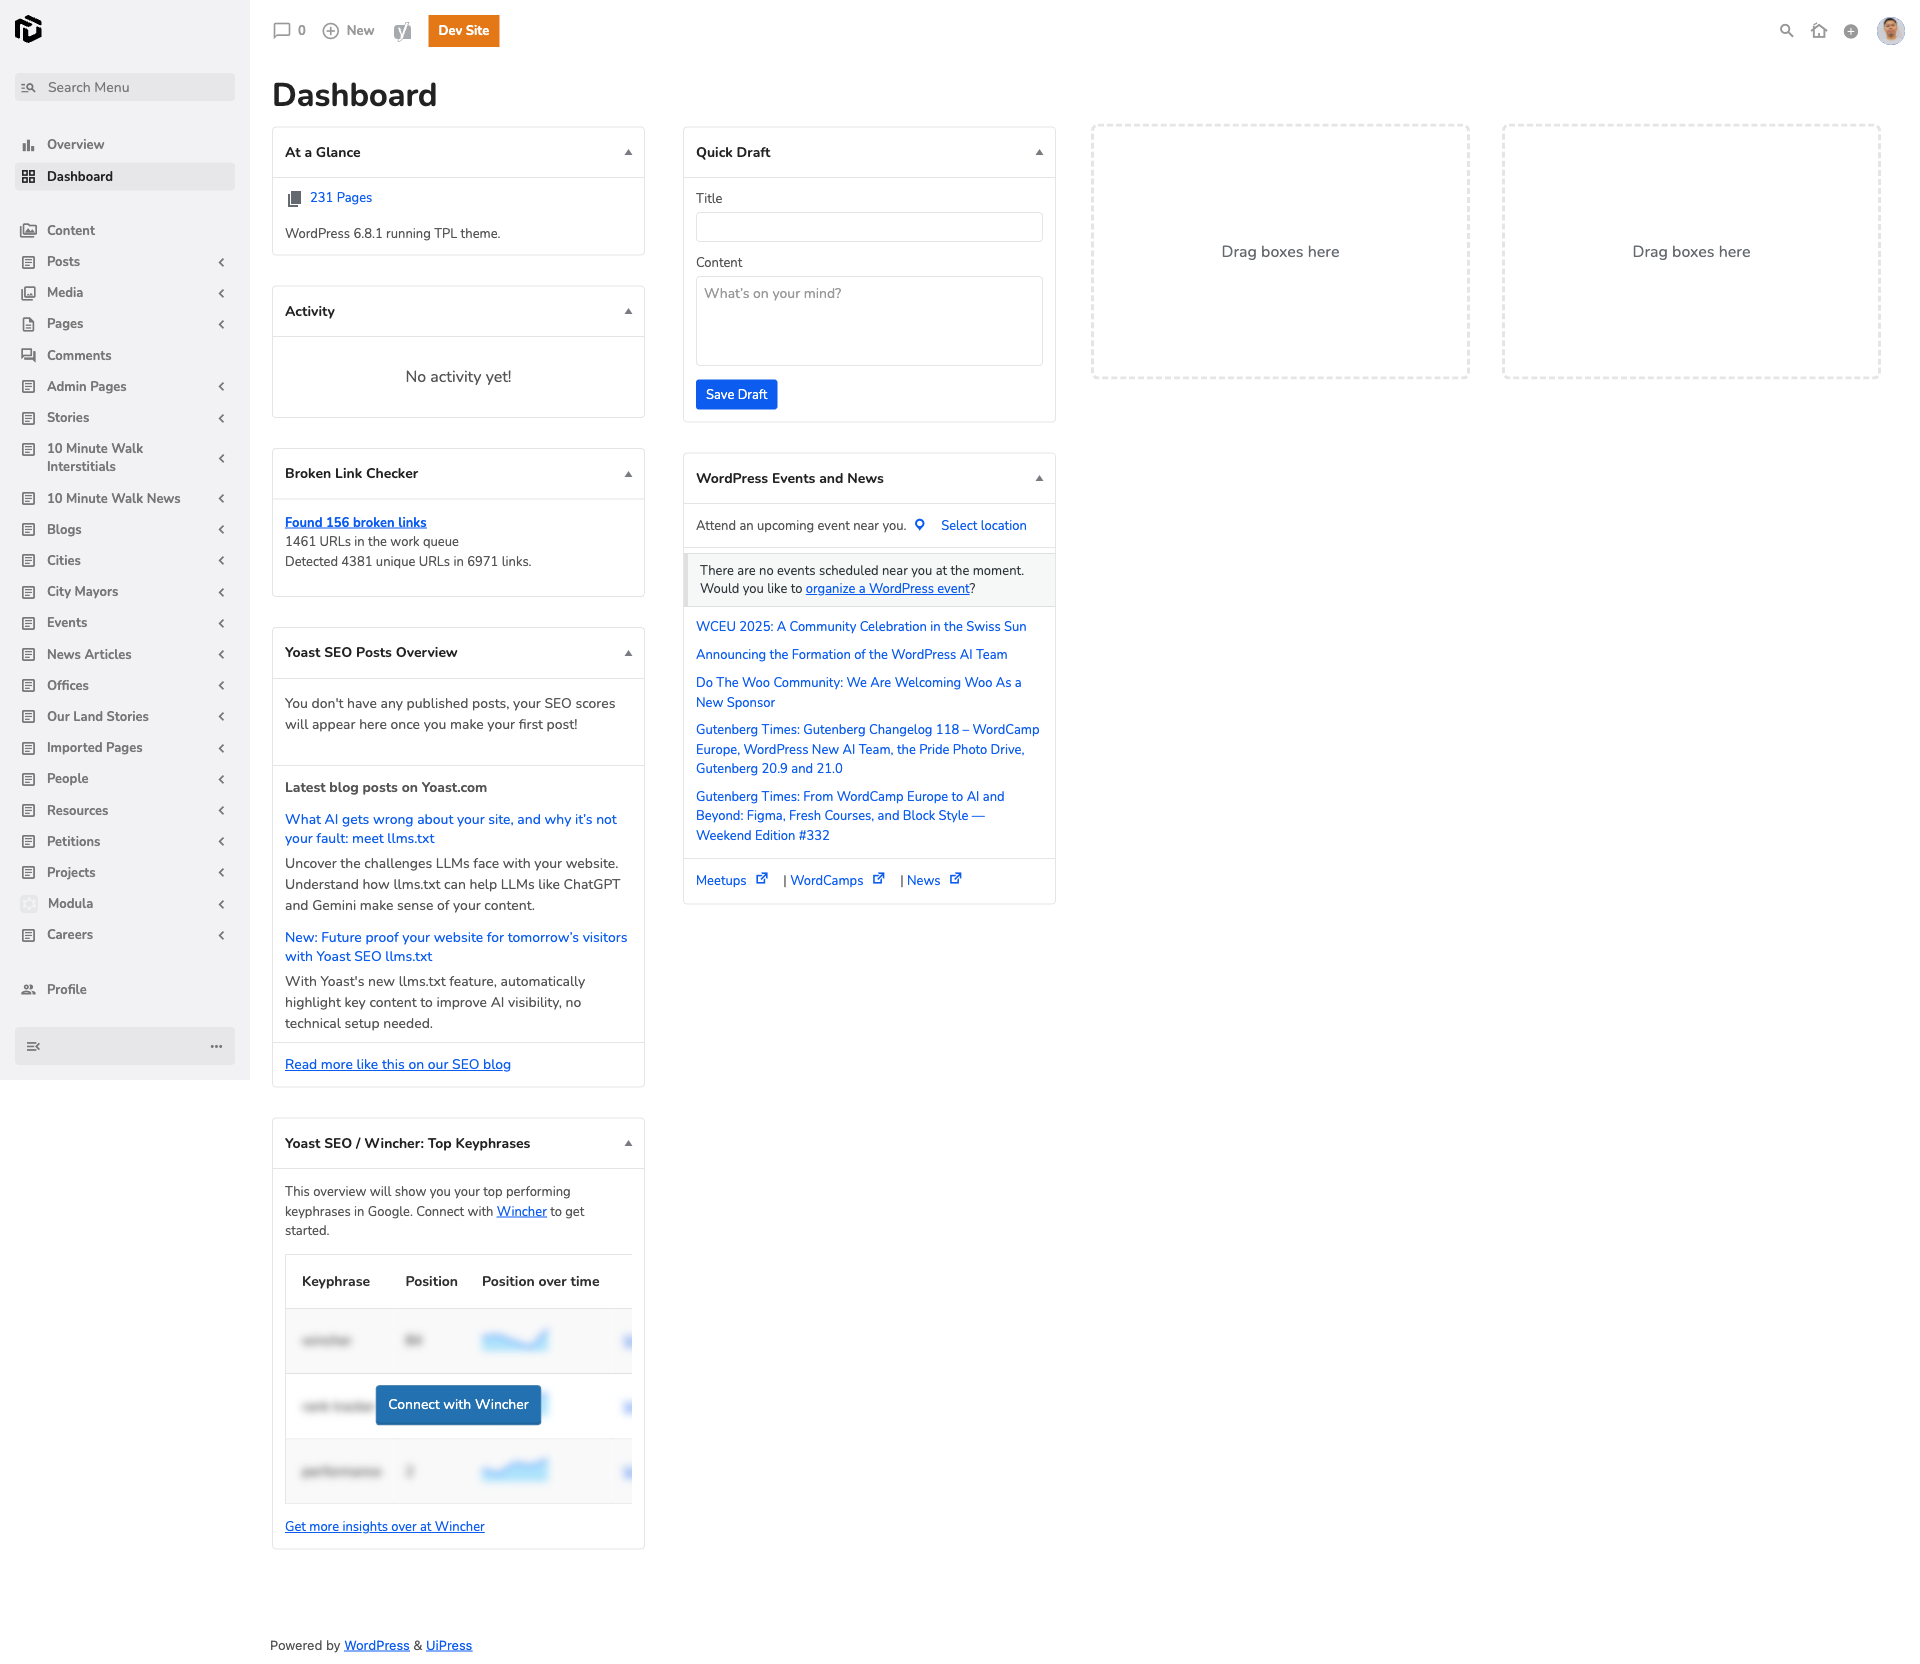 0
New
Dev Site
Search Menu
Overview
Dashboard
Content
Posts
Media
Pages
Comments
Admin Pages
Stories
10 Minute Walk
Interstitials
10 Minute Walk News
Blogs
Cities
City Mayors
Events
News Articles
Offices
Our Land Stories
Imported Pages
People
Resources
Petitions
Projects
Modula
Careers
Profile
Dashboard
At a Glance
231 Pages
WordPress 6.8.1 running TPL theme.
Activity
No activity yet!
Broken Link Checker
Found 156 broken links
1461 URLs in the work queue
Detected 4381 unique URLs in 6971 links.
Yoast SEO Posts Overview
You don't have any published posts, your SEO scores
will appear here once you make your first post!
Latest blog posts on Yoast.com
What AI gets wrong about your site, and why it’s not
your fault: meet llms.txt
Uncover the challenges LLMs face with your website.
Understand how llms.txt can help LLMs like ChatGPT
and Gemini make sense of your content.
New: Future proof your website for tomorrow’s visitors
with Yoast SEO llms.txt
With Yoast's new llms.txt feature, automatically
highlight key content to improve AI visibility, no
technical setup needed.
Read more like this on our SEO blog
Yoast SEO / Wincher: Top Keyphrases
This overview will show you your top performing
keyphrases in Google. Connect with Wincher to get
started.
Keyphrase Position Position over time
Connect with Wincher
Get more insights over at Wincher
Quick Draft
Title
Content
What’s on your mind?
Save Draft
WordPress Events and News
Attend an upcoming event near you. Select location
There are no events scheduled near you at the moment.
Would you like to organize a WordPress event?
WCEU 2025: A Community Celebration in the Swiss Sun
Announcing the Formation of the WordPress AI Team
Do The Woo Community: We Are Welcoming Woo As a
New Sponsor
Gutenberg Times: Gutenberg Changelog 118 – WordCamp
Europe, WordPress New AI Team, the Pride Photo Drive,
Gutenberg 20.9 and 21.0
Gutenberg Times: From WordCamp Europe to AI and
Beyond: Figma, Fresh Courses, and Block Style —
Weekend Edition #332
Meetups | WordCamps | News
Drag boxes here
Drag boxes here
Powered by WordPress & UiPress